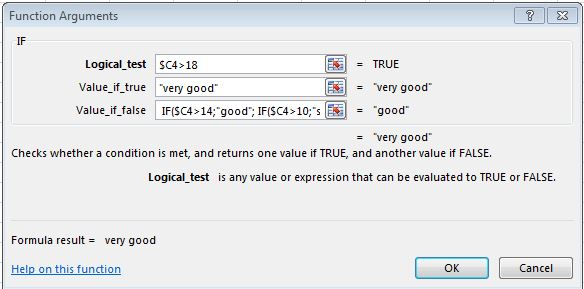 Function Arguments
IF
Logical_test $C4>18 = TRUE
Value_if_true "very good" = "very good"
Value_if_false IF($C4>14;"good"; IF($C4>10;"s = "good"
= "very good"
Checks whether a condition is met, and returns one value if TRUE, and another value if FALSE.
Logical_test is any value or expression that can be evaluated to TRUE or FALSE.
Formula result = very good
Help on this function
OK Cancel